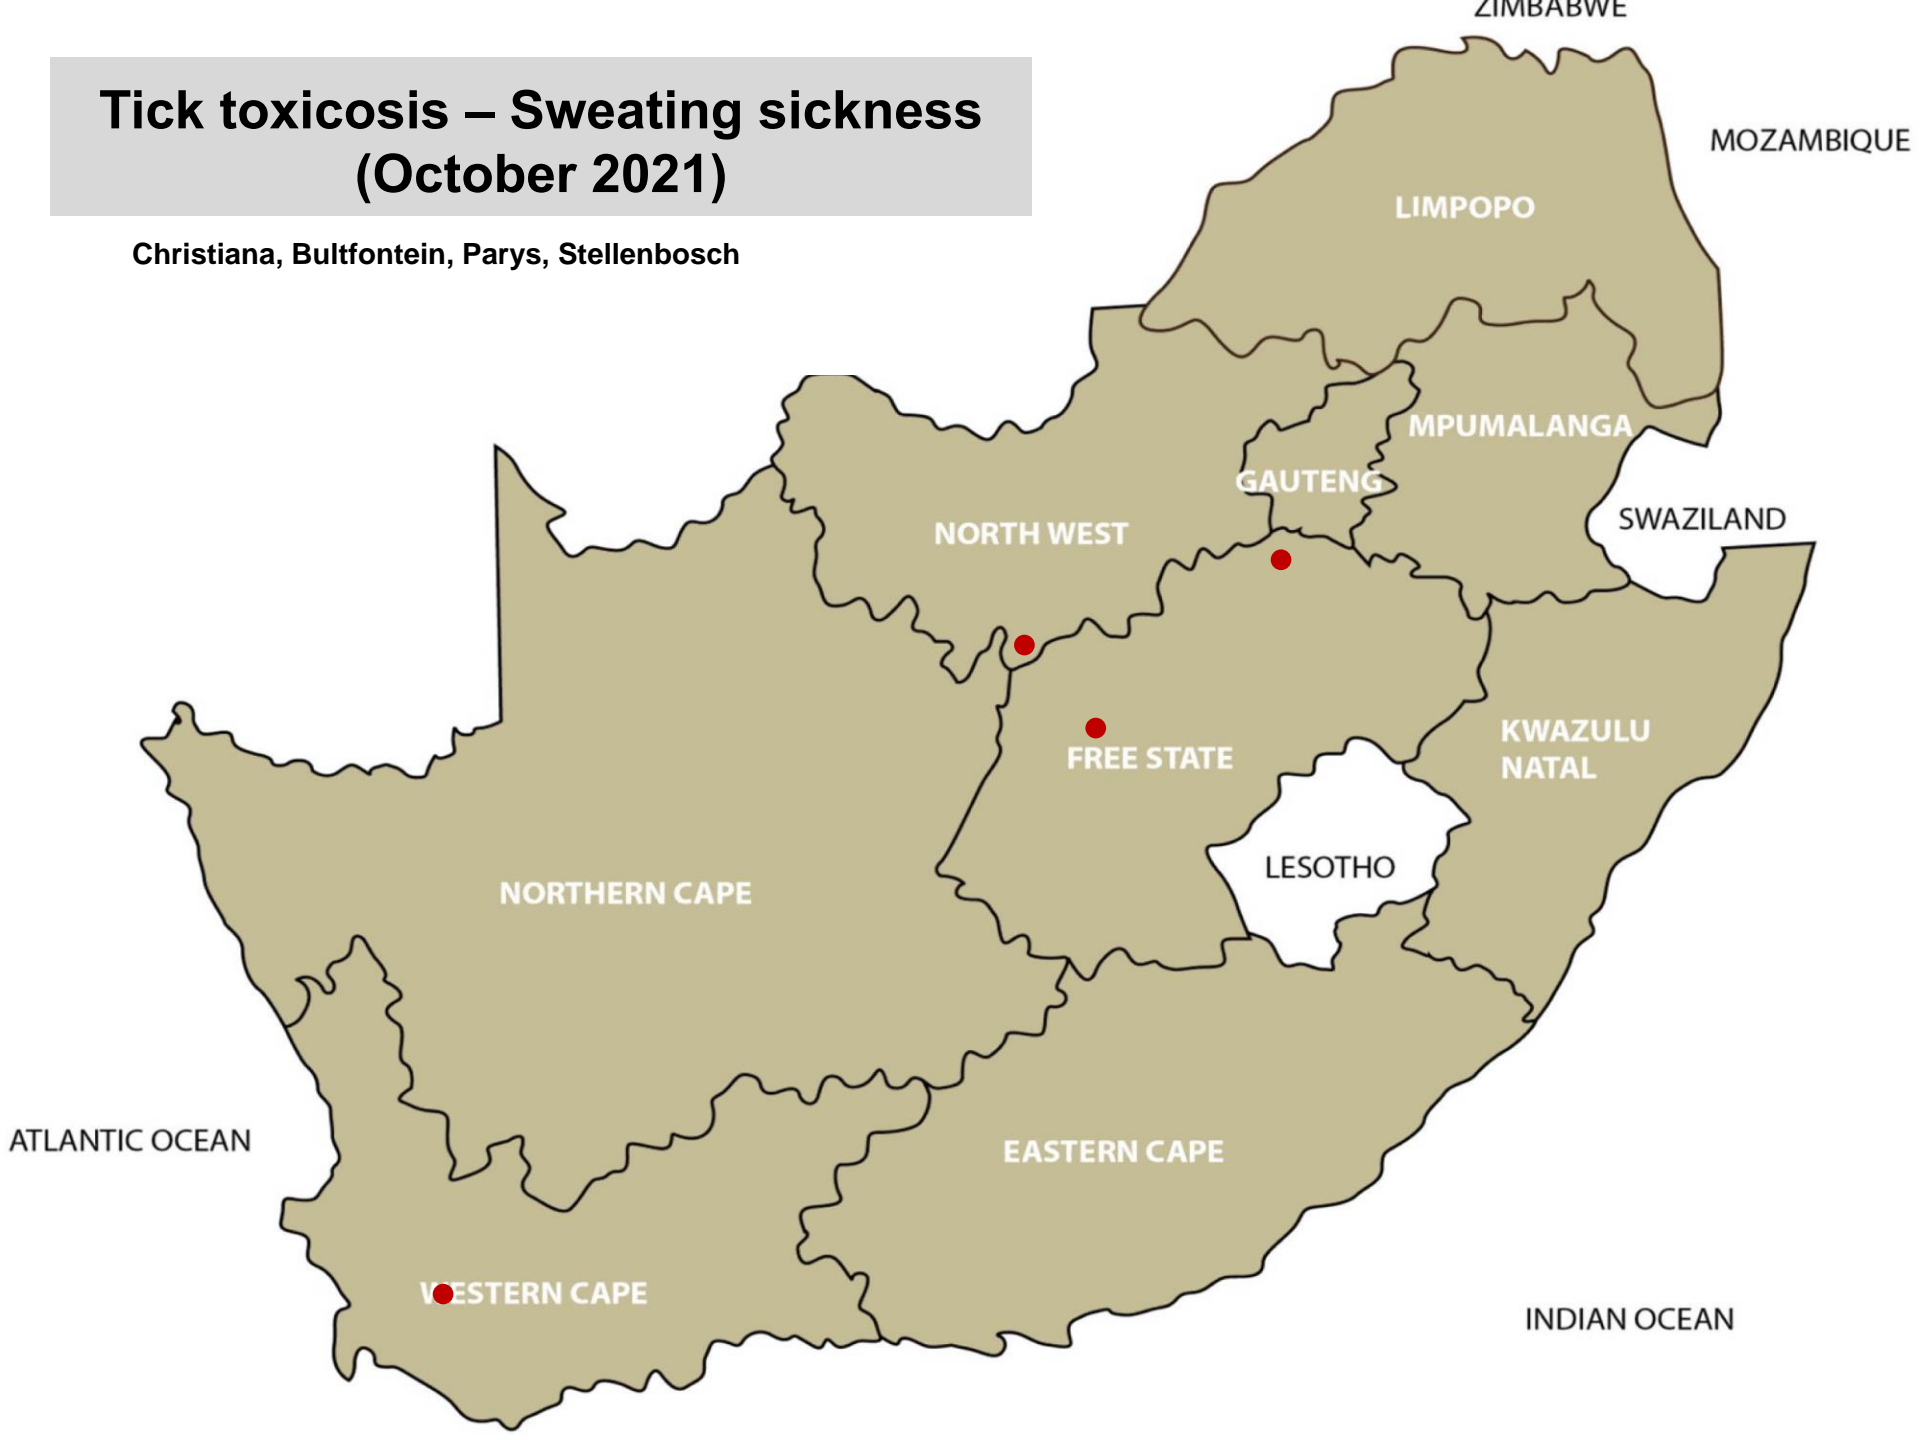 ZIMBABWE
Tick toxicosis – Sweating sickness
(October 2021)
MOZAMBIQUE
LIMPOPO
Christiana, Bultfontein, Parys, Stellenbosch
MPUMALANGA
GAUTENG
SWAZILAND
NORTH WEST
KWAZULU
NATAL
FREE STATE
LESOTHO
NORTHERN CAPE
ATLANTIC OCEAN
EASTERN CAPE
WESTERN CAPE
INDIAN OCEAN